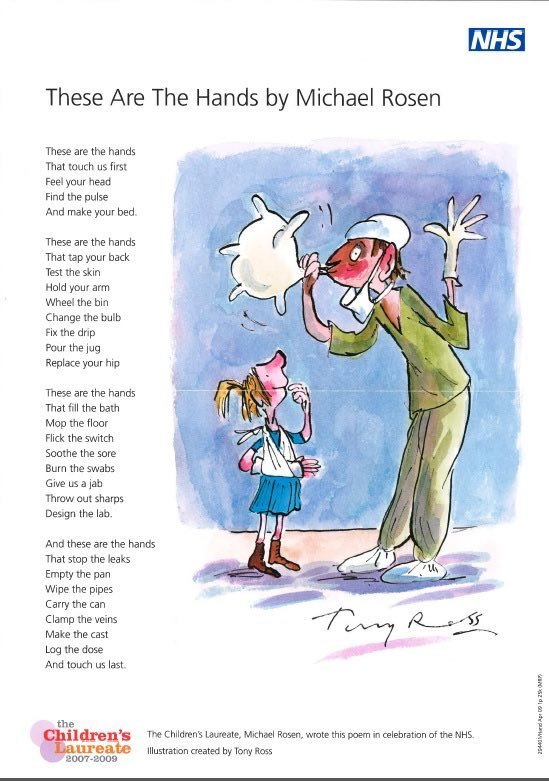 NHS
These Are The Hands by Michael Rosen
These are the hands
That touch us first
Feel your head
Find the pulse
And make your bed.
These are the hands
That tap your back
Test the skin
Hold your arm
Wheel the bin
Change the bulb
Fix the drip
Pour the jug
Replace your hip
These are the hands
That fill the bath
Mop the floor
Flick the switch
Soothe the sore
Burn the swabs
Give us a jab
Throw out sharps
Design the lab.
And these are the hands
That stop the leaks
Empty the pan
Wipe the pipes
Carry the can
Clamp the veins
Make the cast
Log the dose
And touch us last.
Tony Ross
the
Children's
Laureate
2007-2009
The Children's Laureate, Michael Rosen, wrote this poem in celebration of the NHS.
Illustration created by Tony Ross